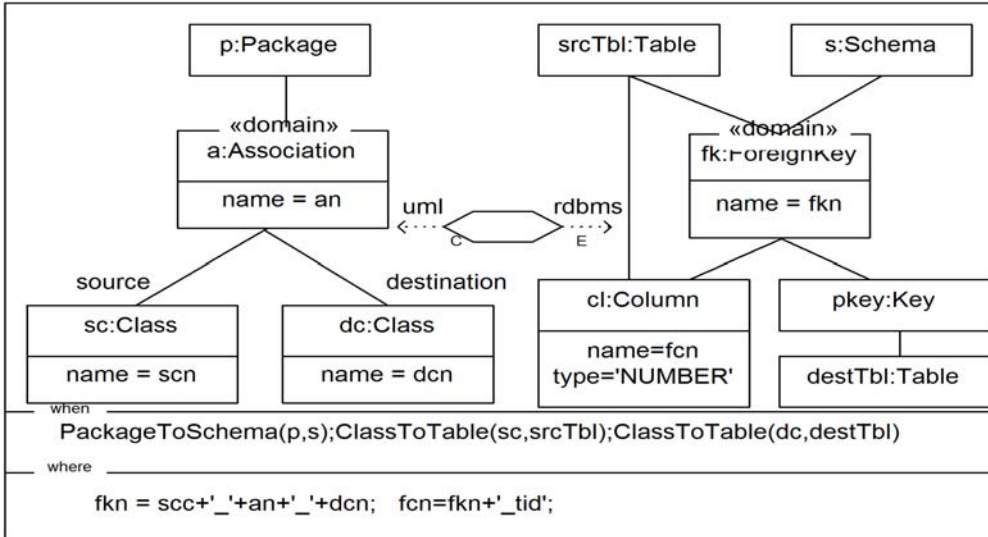 p:Package
srcTbl:Table
s:Schema
«domain»
a:Association
name = an
«domain»
fk:ForeignKey
name = fkn
uml
rdbms
C
E
source
destination
sc:Class
name = scn
dc:Class
name = dcn
cl:Column
name=fcn
type='NUMBER'
pkey:Key
destTbl:Table
when
PackageToSchema(p,s);ClassToTable(sc,srcTbl);ClassToTable(dc,destTbl)
where
fkn = scc+'_'+an+'_'+dcn; fcn=fkn+'_tid';